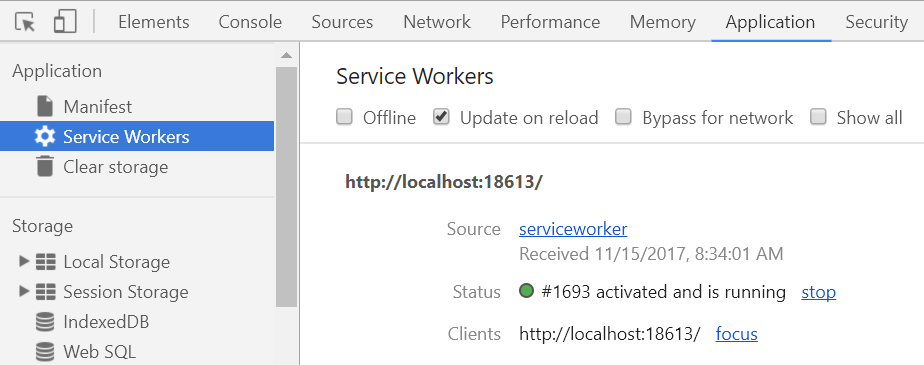 Elements Console Sources Network Performance Memory Application Security
Application
Manifest
Service Workers
Clear storage
Storage
Local Storage
Session Storage
IndexedDB
Web SQL
Service Workers
Offline Update on reload Bypass for network Show all
http://localhost:18613/
Source serviceworker
Received 11/15/2017, 8:34:01 AM
Status #1693 activated and is running stop
Clients http://localhost:18613/ focus